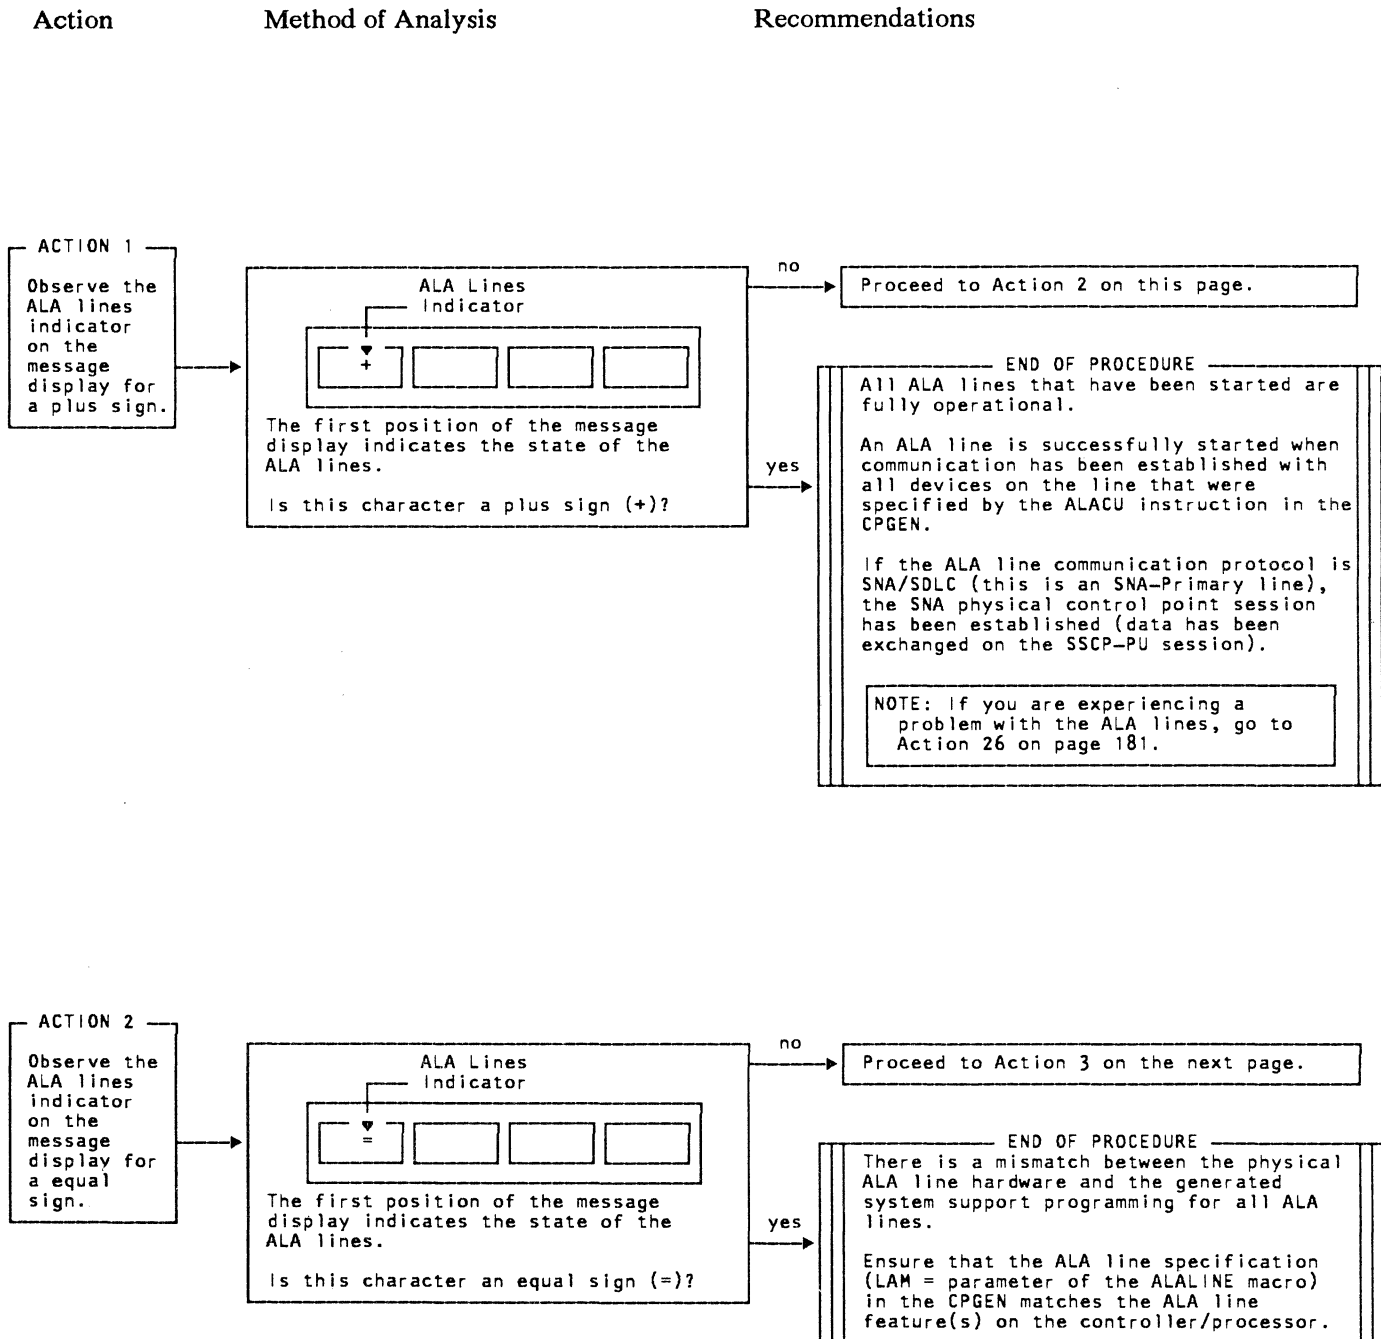 Action Method of Analysis Recommendations
ACTION 1
Observe the
ALA lines
indicator
on the
message
display for
a plus sign.
ALA Lines
Indicator
+
The first position of the message
display indicates the state of the
ALA lines.
Is this character a plus sign (+)?
no
Proceed to Action 2 on this page.
yes
END OF PROCEDURE
All ALA lines that have been started are
fully operational.
An ALA line is successfully started when
communication has been established with
all devices on the line that were
specified by the ALACU instruction in the
CPGEN.
If the ALA line communication protocol is
SNA/SDLC (this is an SNA-Primary line),
the SNA physical control point session
has been established (data has been
exchanged on the SSCP-PU session).
NOTE: If you are experiencing a
problem with the ALA lines, go to
Action 26 on page 181.
ACTION 2
Observe the
ALA lines
indicator
on the
message
display for
a equal
sign.
ALA Lines
Indicator
=
The first position of the message
display indicates the state of the
ALA lines.
Is this character an equal sign (=)?
no
Proceed to Action 3 on the next page.
yes
END OF PROCEDURE
There is a mismatch between the physical
ALA line hardware and the generated
system support programming for all ALA
lines.
Ensure that the ALA line specification
(LAM = parameter of the ALALINE macro)
in the CPGEN matches the ALA line
feature(s) on the controller/processor.